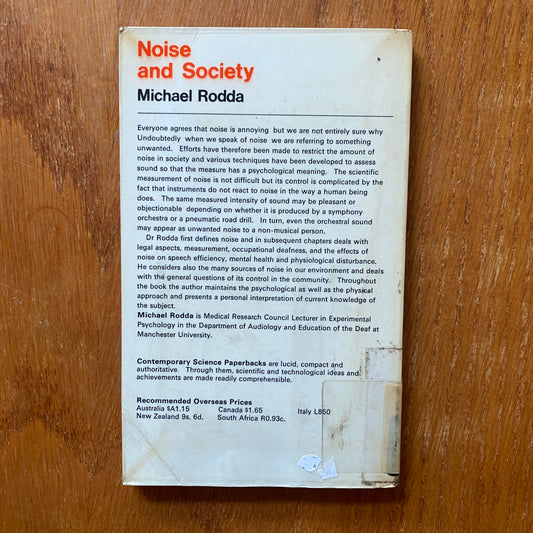 Noise
and Society
Michael Rodda
Everyone agrees that noise is annoying but we are not entirely sure why
Undoubtedly when we speak of noise we are referring to something
unwanted. Efforts have therefore been made to restrict the amount of
noise in society and various techniques have been developed to assess
sound so that the measure has a psychological meaning. The scientific
measurement of noise is not difficult but its control is complicated by the
fact that instruments do not react to noise in the way a human being
does. The same measured intensity of sound may be pleasant or
objectionable depending on whether it is produced by a symphony
orchestra or a pneumatic road drill. In turn, even the orchestral sound
may appear as unwanted noise to a non-musical person.
Dr Rodda first defines noise and in subsequent chapters deals with
legal aspects, measurement, occupational deafness, and the effects of
noise on speech efficiency, mental health and physiological disturbance.
He considers also the many sources of noise in our environment and deals
with the general questions of its control in the community. Throughout
the book the author maintains the psychological as well as the physical
approach and presents a personal interpretation of current knowledge of
the subject.
Michael Rodda is Medical Research Council Lecturer in Experimental
Psychology in the Department of Audiology and Education of the Deaf at
Manchester University.
Contemporary Science Paperbacks are lucid, compact and
authoritative. Through them, scientific and technological ideas and
achievements are made readily comprehensible.
Recommended Overseas Prices
Australia $A1.15 Canada $1.65 Italy L850
New Zealand 9s, 6d. South Africa R0.93c.